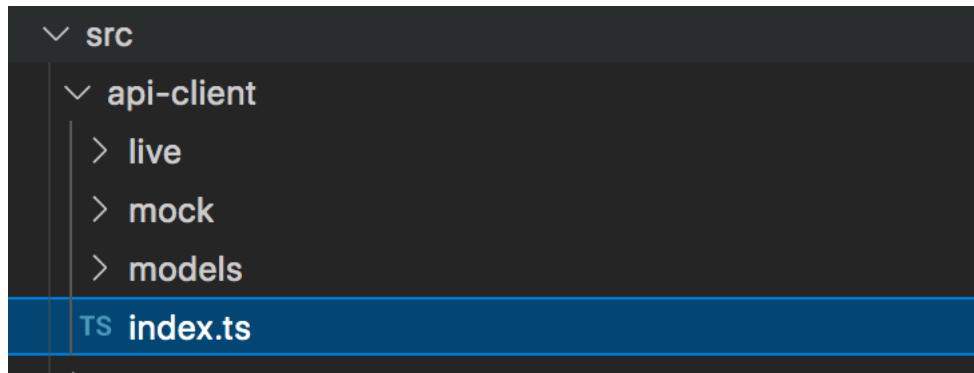 src
api-client
live
mock
models
TS index.ts